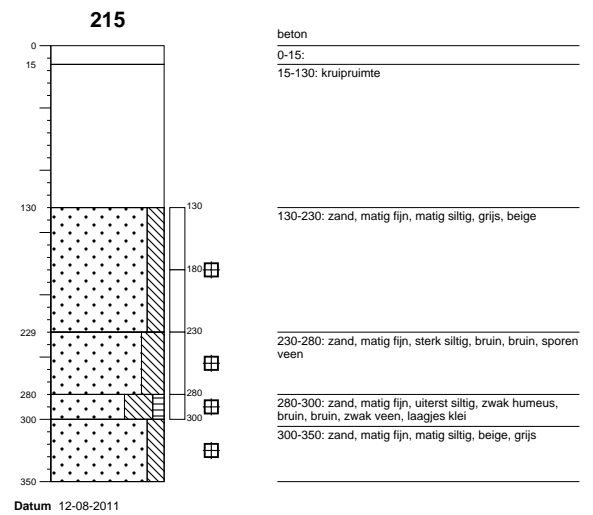 215
beton
0
0-15:
15
15-130: kruipruimte
130
130
130-230: zand, matig fijn, matig siltig, grijs, beige
180
229
230
230-280: zand, matig fijn, sterk siltig, bruin, bruin, sporen
veen
280
280
280-300: zand, matig fijn, uiterst siltig, zwak humeus,
bruin, bruin, zwak veen, laagjes klei
300
300
300-350: zand, matig fijn, matig siltig, beige, grijs
350
Datum 12-08-2011